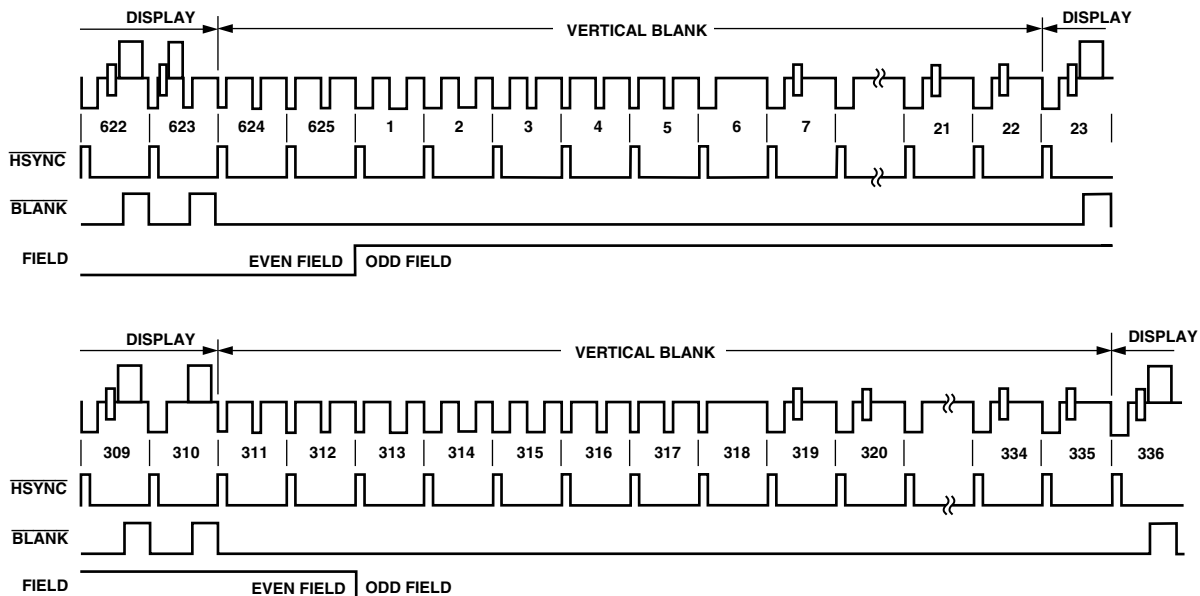 DISPLAY VERTICAL BLANK DISPLAY
622 623 624 625 1 2 3 4 5 6 7 21 22 23
HSYNC
BLANK
FIELD EVEN FIELD ODD FIELD
DISPLAY VERTICAL BLANK DISPLAY
309 310 311 312 313 314 315 316 317 318 319 320 334 335 336
HSYNC
BLANK
FIELD EVEN FIELD ODD FIELD